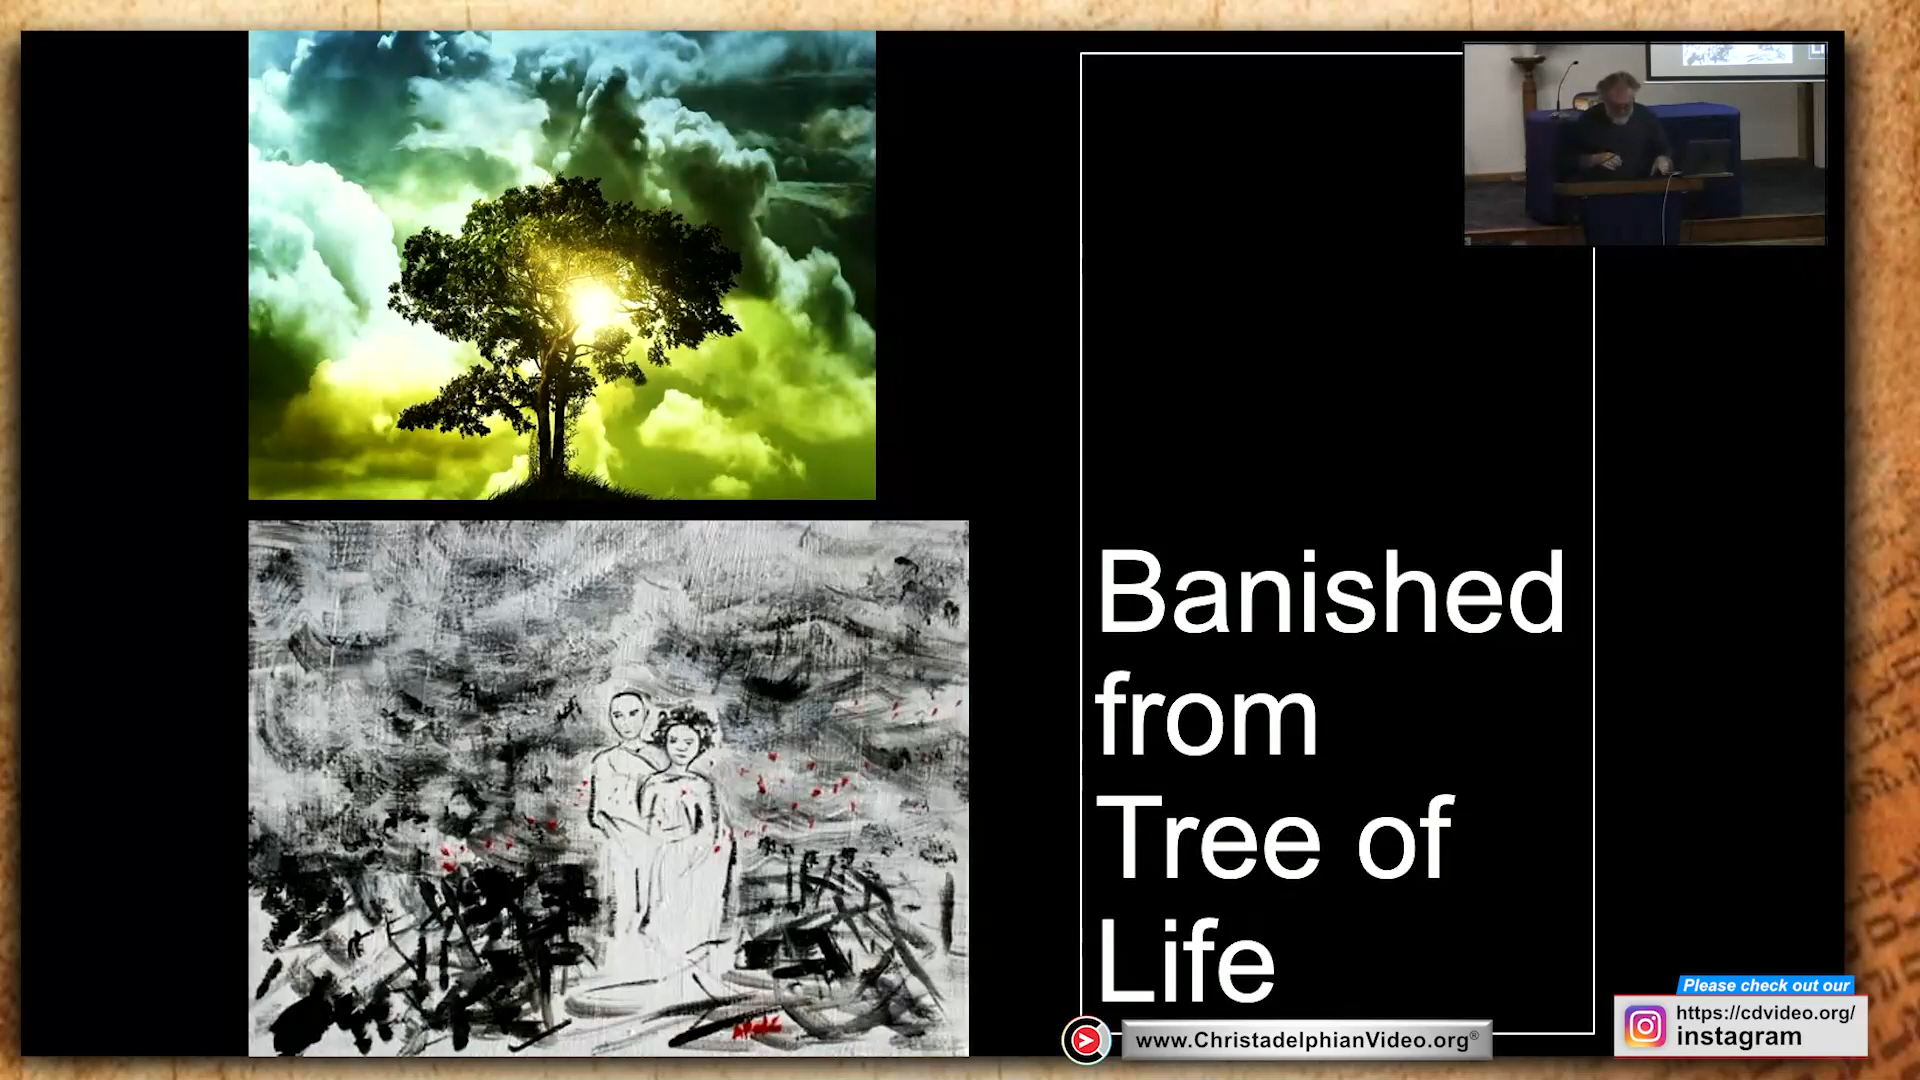 Banished
from
Tree of
Life
Please check out our
https://cdvideo.org/
instagram
www.ChristadelphianVideo.org®